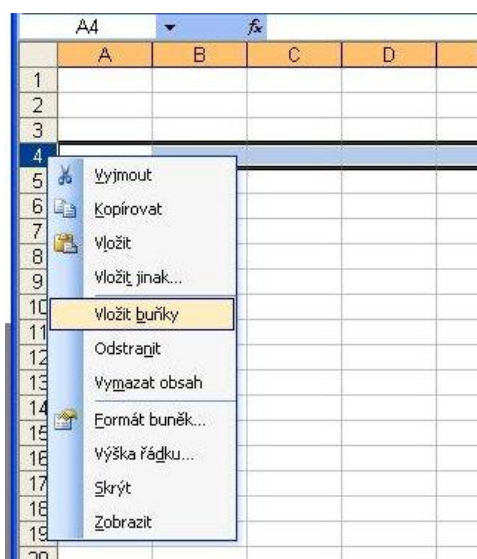 A4 fx
A B C D
1
2
3
4
5 Vyjmout
6 Kopírovat
7 Vložit
8
9 Vložit jinak...
10 Vložit buňky
11
12 Odstranit
13 Vymazat obsah
14 Formát buněk...
15
16 Výška řádku...
17 Skrýt
18 Zobrazit
19
20